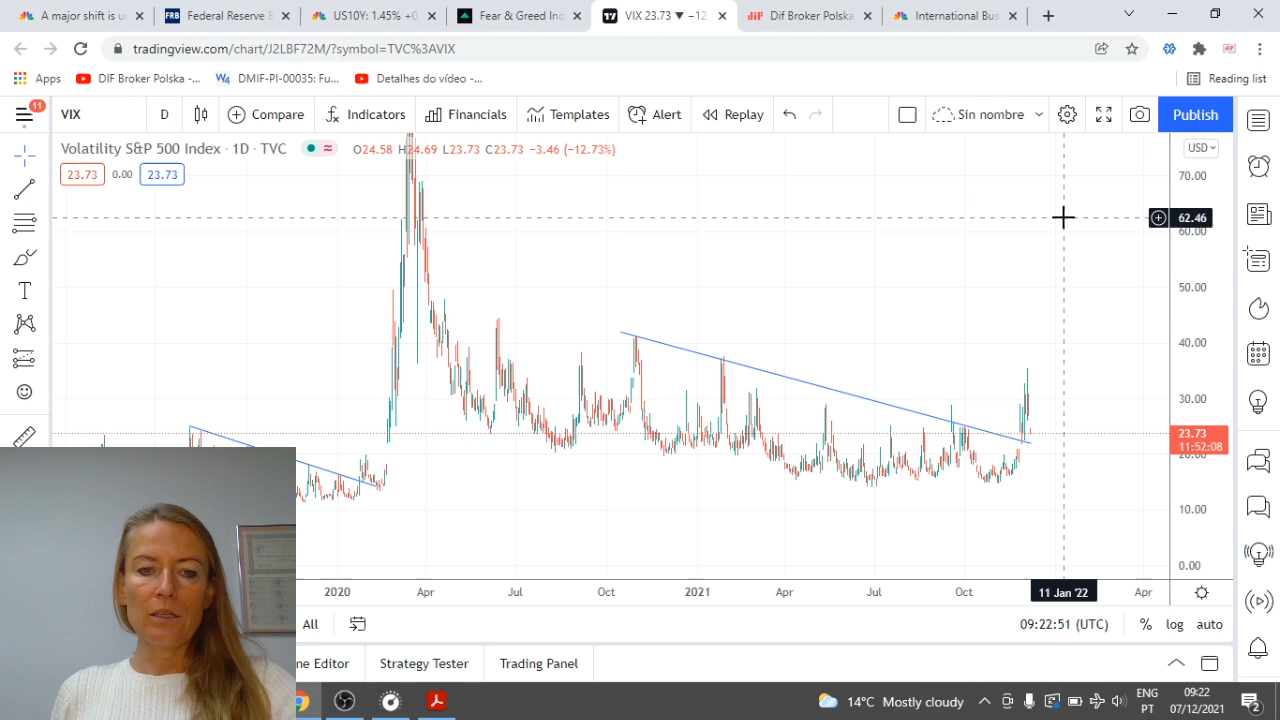 A major shift is u
Federal Reserve B
US10Y: 1.45% +0
Fear & Greed Ind
VIX 23.73 ▼ −12
Dif Broker Polska
International Bus
tradingview.com/chart/J2LBF72M/?symbol=TVC%3AVIX
Apps
DIF Broker Polska -...
DMIF-PI-00035: Fu...
Detalhes do vídeo -...
Reading list
11
VIX
D
Compare
Indicators
Financials
Templates
Alert
Replay
Sin nombre
Publish
Volatility S&P 500 Index · 1D · TVC
O24.58 H24.69 L23.73 C23.73 −3.46 (−12.73%)
USD
23.73 0.00 23.73
70.00
62.46
60.00
50.00
40.00
30.00
23.73
11:52:08
20.00
10.00
0.00
2020 Apr Jul Oct 2021 Apr Jul Oct 11 Jan '22 Apr
All
09:22:51 (UTC)
% log auto
ne Editor
Strategy Tester
Trading Panel
14°C Mostly cloudy
ENG
PT
09:22
07/12/2021
2